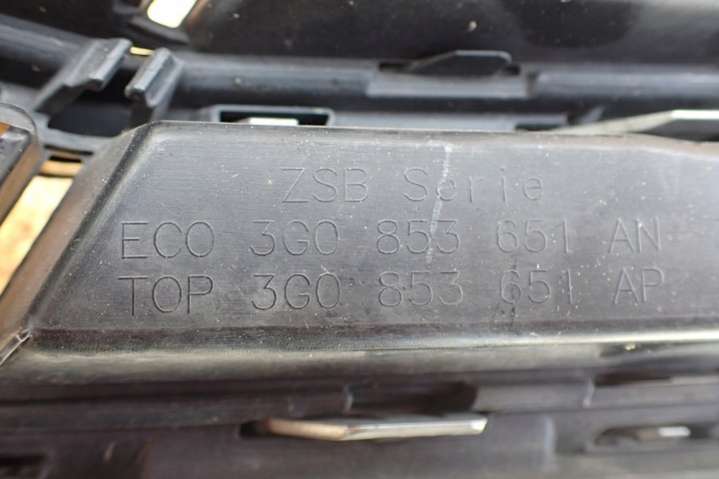 ZSB Serie
ECO 3G0 853 651 AN
TOP 3G0 853 651 AP